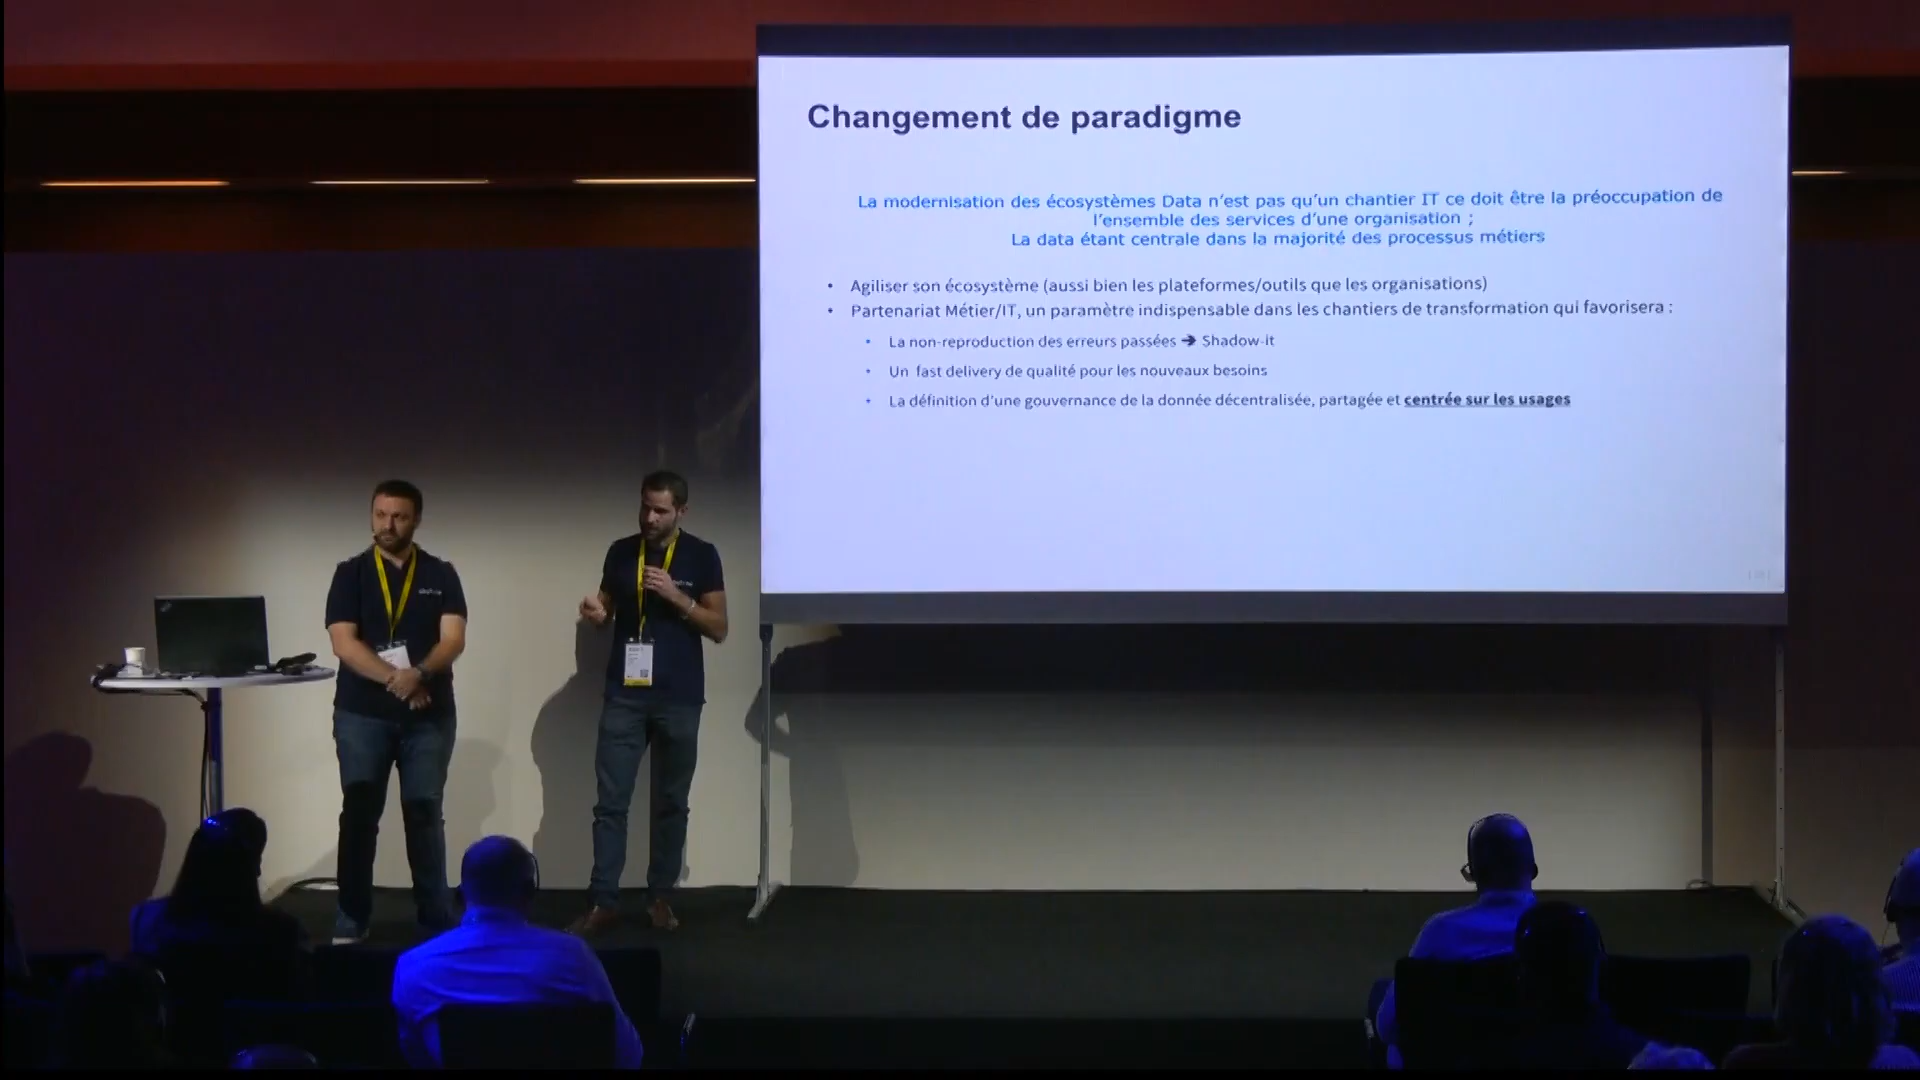 Changement de paradigme
La modernisation des écosystèmes Data n'est pas qu'un chantier IT ce doit être la préoccupation de
l'ensemble des services d'une organisation ;
La data étant centrale dans la majorité des processus métiers
• Agiliser son écosystème (aussi bien les plateformes/outils que les organisations)
• Partenariat Métier/IT, un paramètre indispensable dans les chantiers de transformation qui favorisera :
• La non-reproduction des erreurs passées ➔ Shadow-it
• Un fast delivery de qualité pour les nouveaux besoins
• La définition d'une gouvernance de la donnée décentralisée, partagée et centrée sur les usages